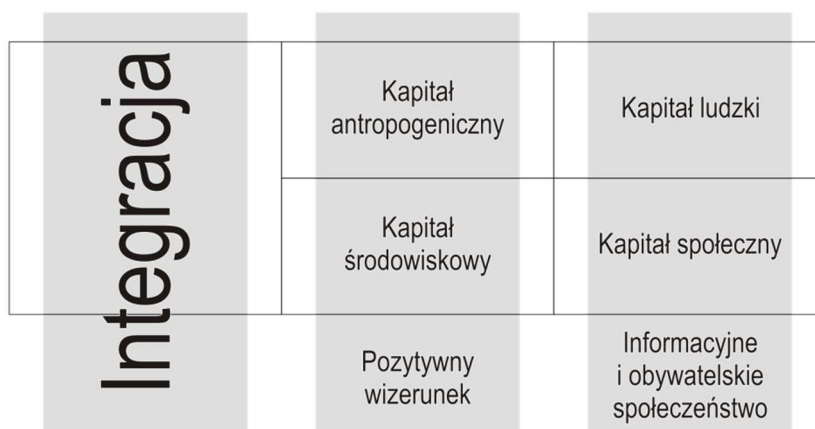 Integracja
Kapitał
antropogeniczny
Kapitał ludzki
Kapitał
środowiskowy
Kapitał społeczny
Pozytywny
wizerunek
Informacyjne
i obywatelskie
społeczeństwo